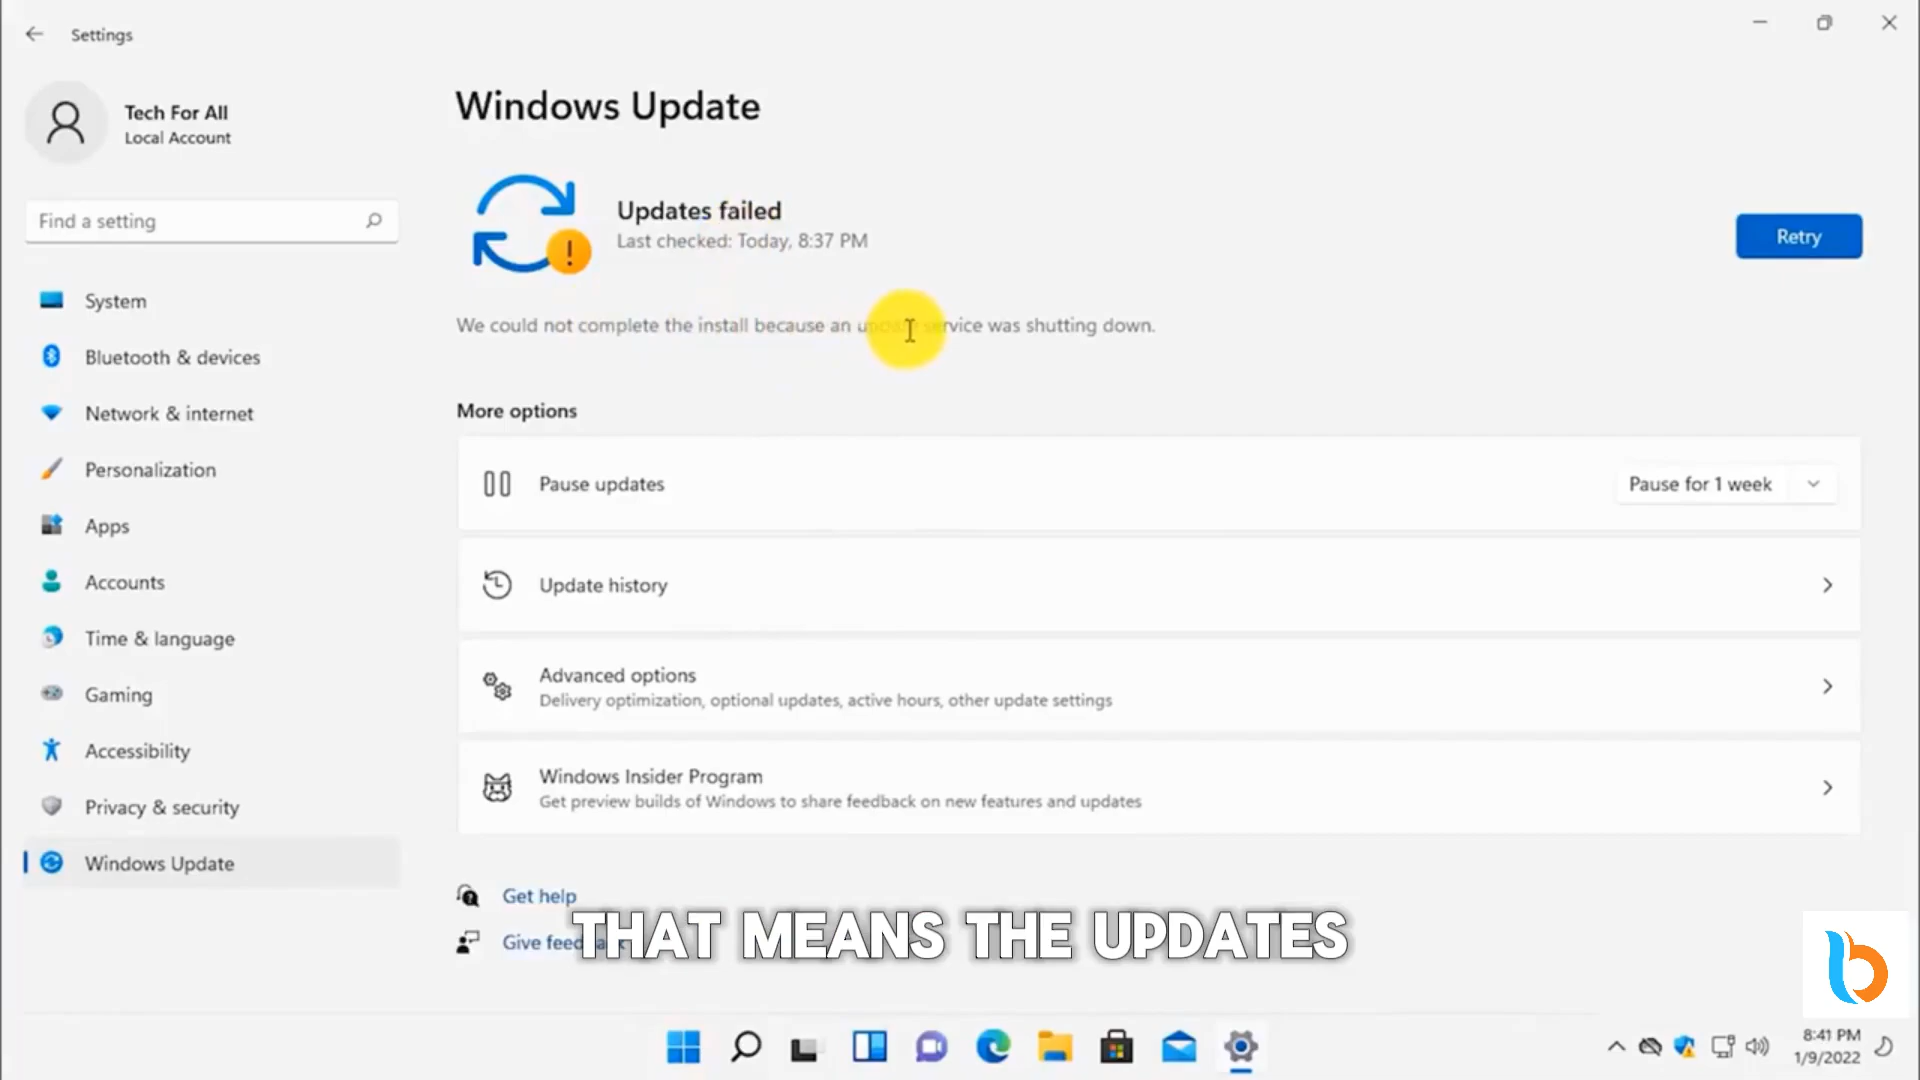 Settings
Tech For All
Local Account
Find a setting
System
Bluetooth & devices
Network & internet
Personalization
Apps
Accounts
Time & language
Gaming
Accessibility
Privacy & security
Windows Update
Windows Update
Updates failed
Last checked: Today, 8:37 PM
Retry
We could not complete the install because an update service was shutting down.
More options
Pause updates
Pause for 1 week
Update history
Advanced options
Delivery optimization, optional updates, active hours, other update settings
Windows Insider Program
Get preview builds of Windows to share feedback on new features and updates
Get help
Give feedback
THAT MEANS THE UPDATES
8:41 PM
1/9/2022